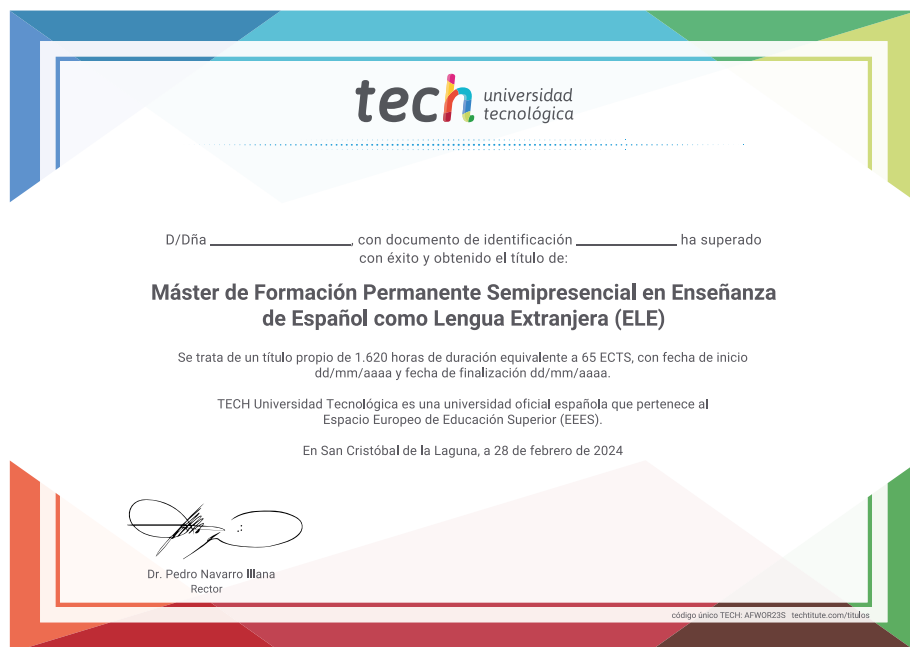 tech universidad
tecnológica
D/Dña ____________________, con documento de identificación ______________ ha superado
con éxito y obtenido el título de:
Máster de Formación Permanente Semipresencial en Enseñanza
de Español como Lengua Extranjera (ELE)
Se trata de un título propio de 1.620 horas de duración equivalente a 65 ECTS, con fecha de inicio
dd/mm/aaaa y fecha de finalización dd/mm/aaaa.
TECH Universidad Tecnológica es una universidad oficial española que pertenece al
Espacio Europeo de Educación Superior (EEES).
En San Cristóbal de la Laguna, a 28 de febrero de 2024
Dr. Pedro Navarro Illana
Rector
código único TECH: AFWOR23S techtitute.com/titulos